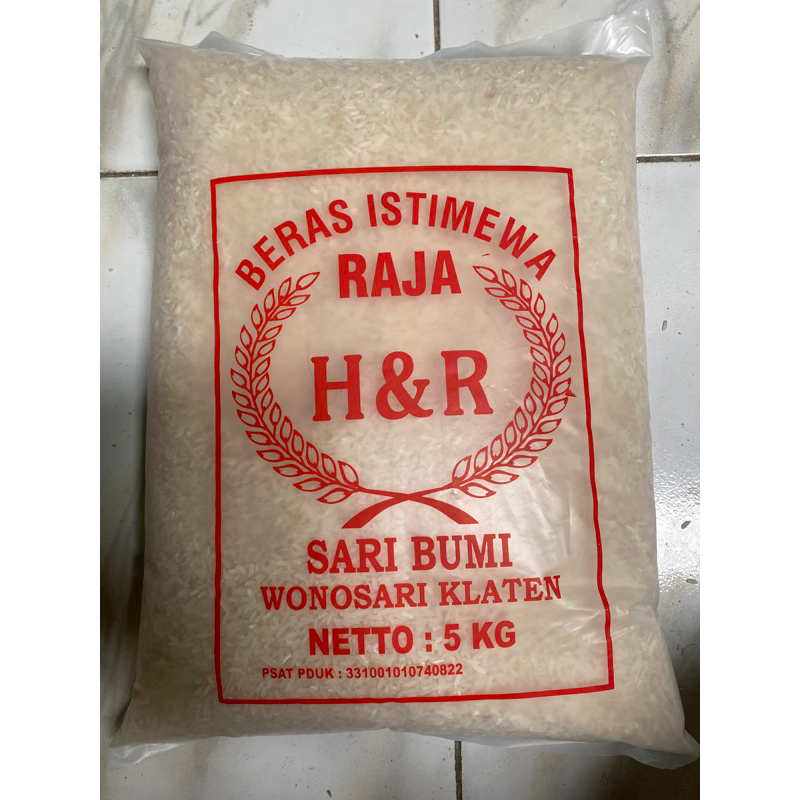 BERAS ISTIMEWA
RAJA
H&R
SARI BUMI
WONOSARI KLATEN
NETTO : 5 KG
PSAT PDUK : 331001010740822